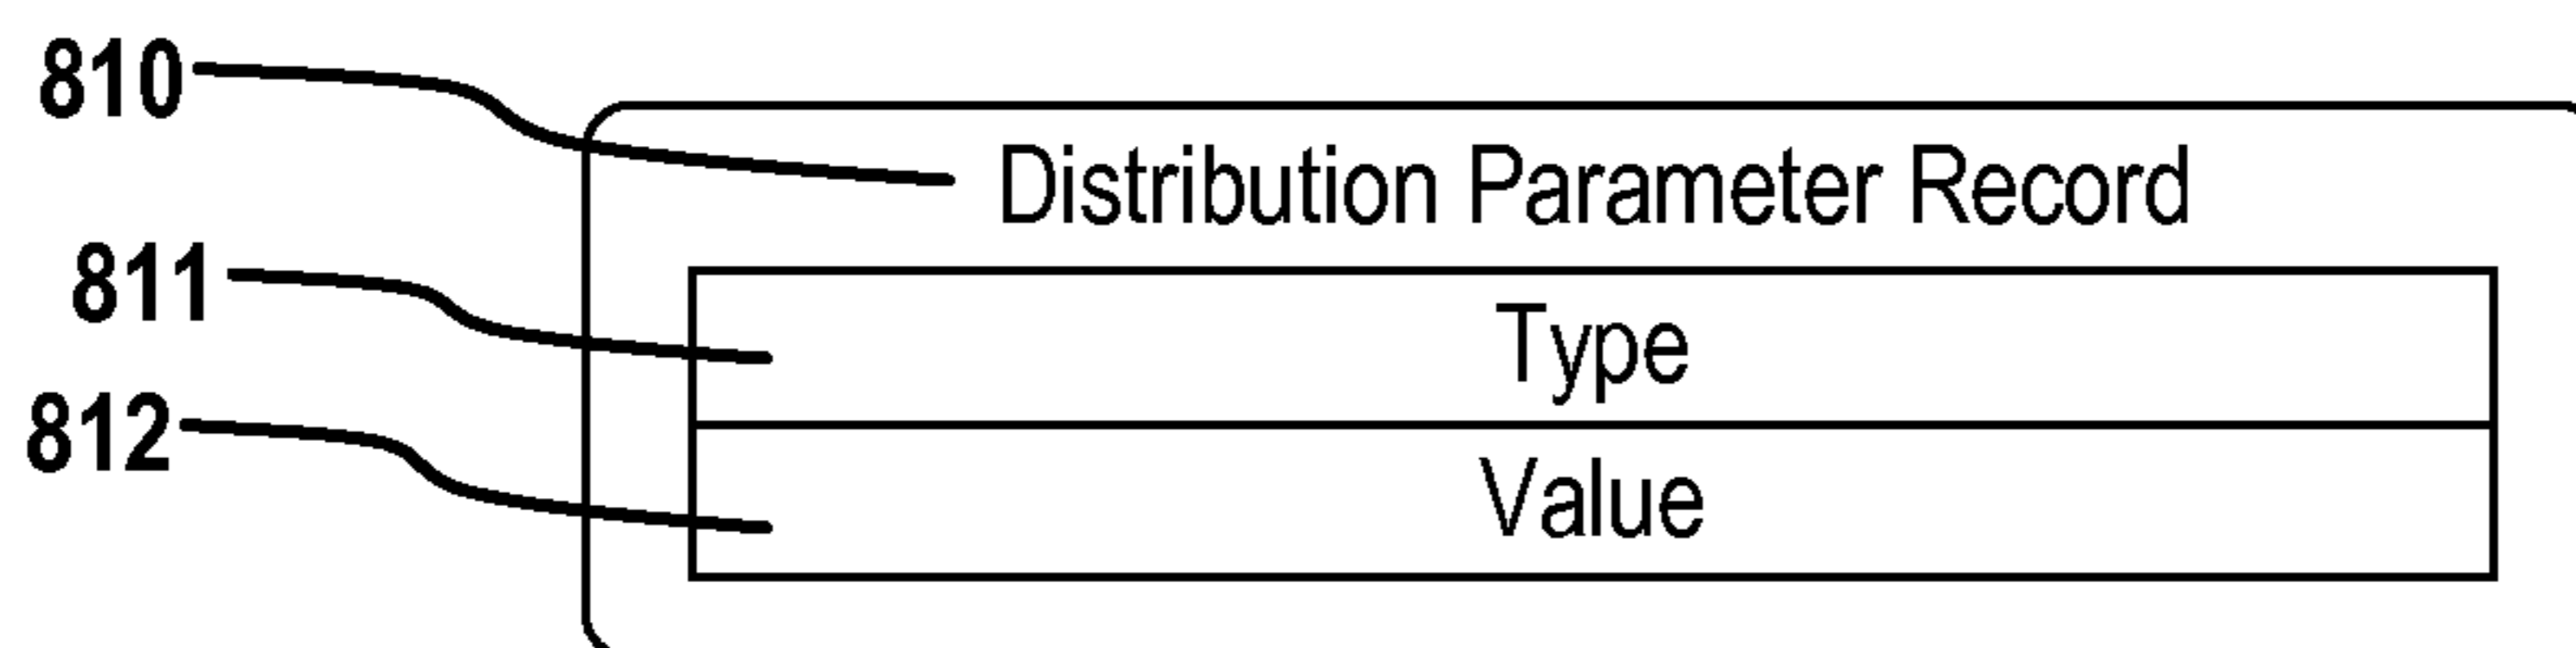 810
Distribution Parameter Record
811
Type
812
Value